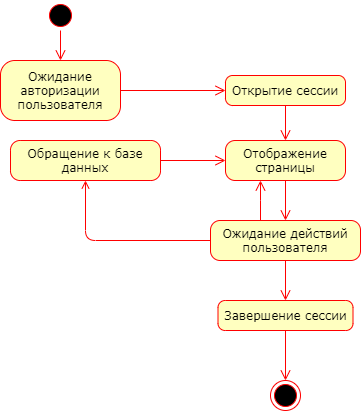 Ожидание
авторизации
пользователя
Открытие сессии
Обращение к базе
данных
Отображение
страницы
Ожидание действий
пользователя
Завершение сессии